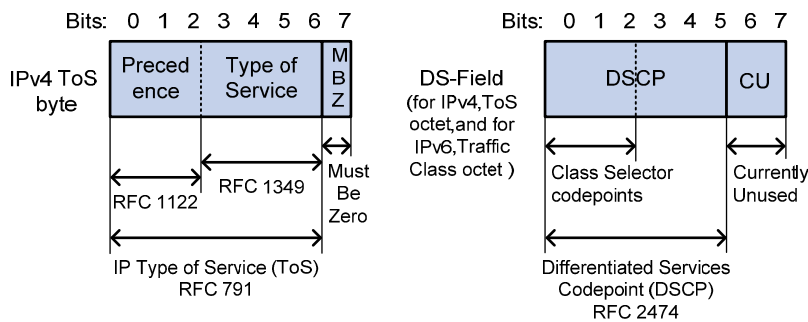 Bits: 0 1 2 3 4 5 6 7
IPv4 ToS
byte
Preced
ence
Type of
Service
M
B
Z
RFC 1122
RFC 1349
Must
Be
Zero
IP Type of Service (ToS)
RFC 791
Bits: 0 1 2 3 4 5 6 7
DS-Field
(for IPv4,ToS
octet,and for
IPv6,Traffic
Class octet )
DSCP
CU
Class Selector
codepoints
Currently
Unused
Differentiated Services
Codepoint (DSCP)
RFC 2474